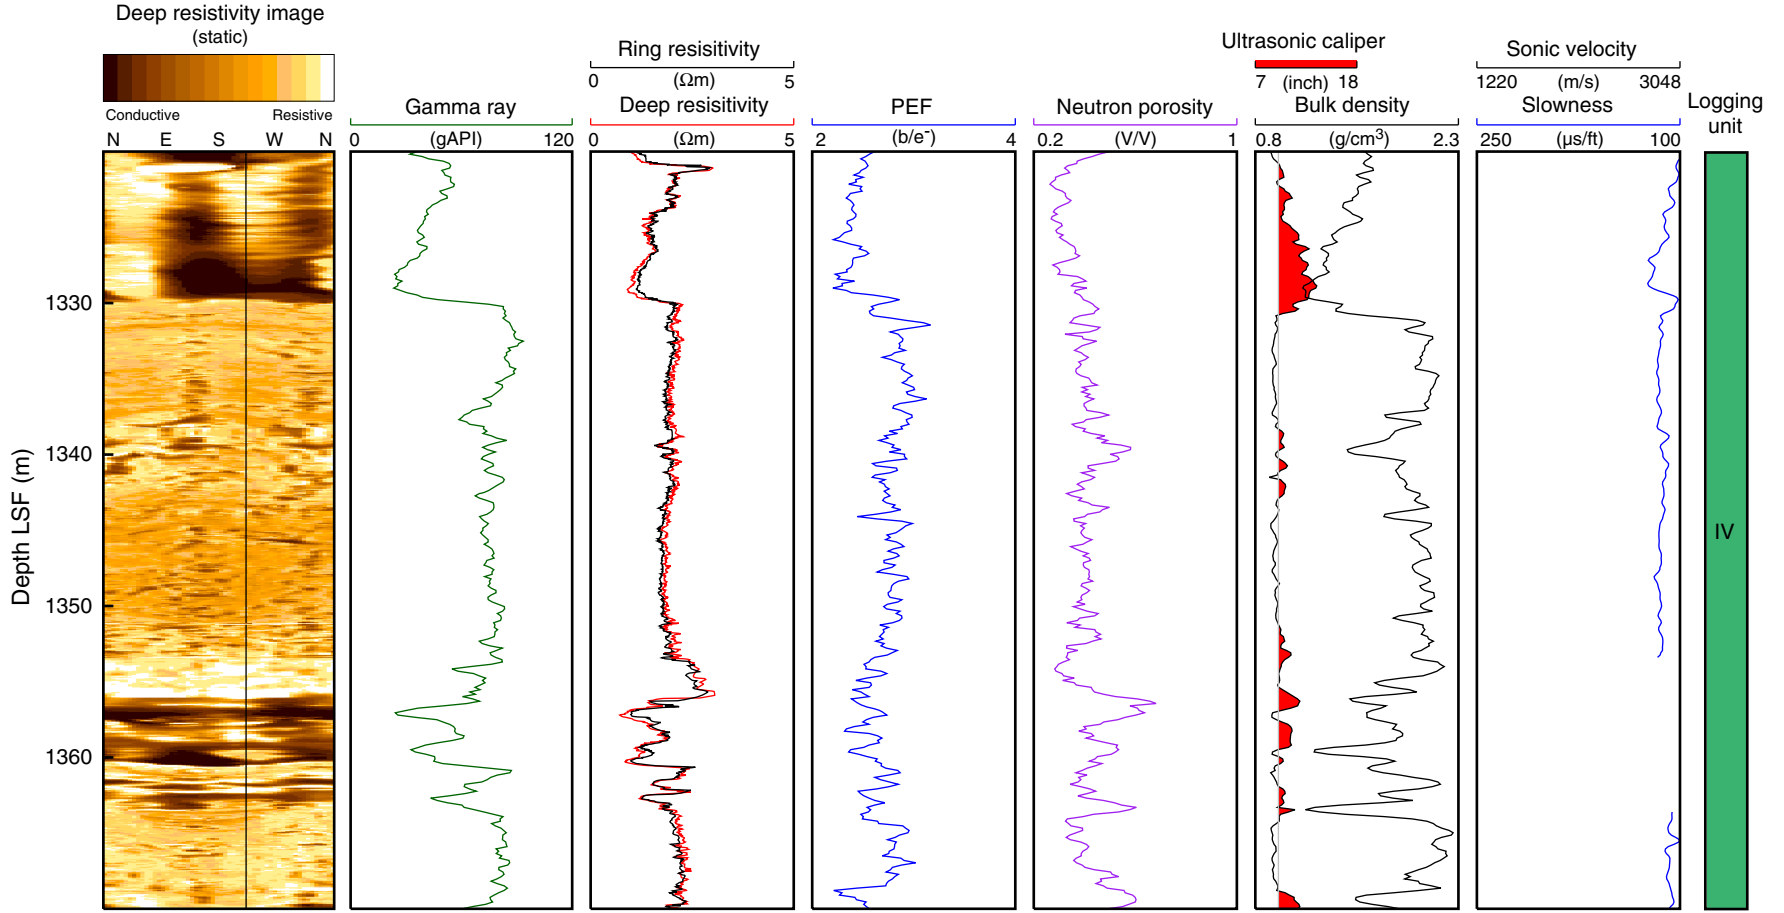 Deep resistivity image
(static)
Conductive Resistive
N E S W N
Gamma ray
0 (gAPI) 120
Ring resisitivity
0 (Ωm) 5
Deep resisitivity
0 (Ωm) 5
PEF
2 (b/e-) 4
Neutron porosity
0.2 (V/V) 1
Ultrasonic caliper
7 (inch) 18
Bulk density
0.8 (g/cm³) 2.3
Sonic velocity
1220 (m/s) 3048
Slowness
250 (µs/ft) 100
Logging
unit
Depth LSF (m)
1330
1340
1350
1360
IV